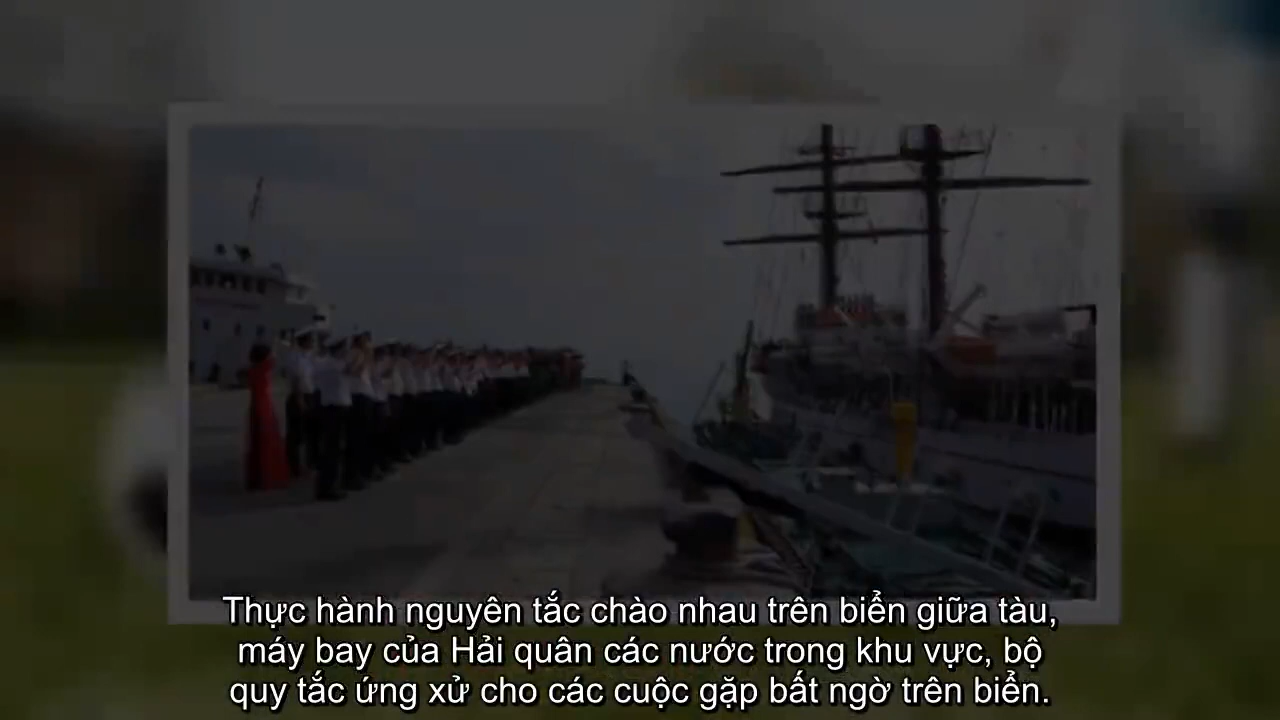 Thực hành nguyên tắc chào nhau trên biển giữa tàu,
máy bay của Hải quân các nước trong khu vực, bộ
quy tắc ứng xử cho các cuộc gặp bất ngờ trên biển.